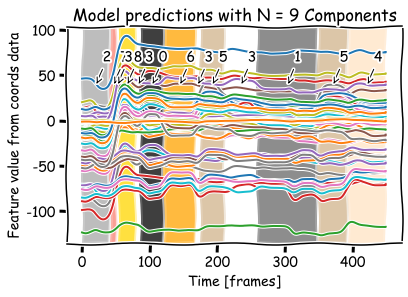 Model predictions with N = 9 Components
2 7 3 8 3 0 6 3 5 3 1 5 4
100
50
0
-50
-100
Feature value from coords data
0 100 200 300 400
Time [frames]